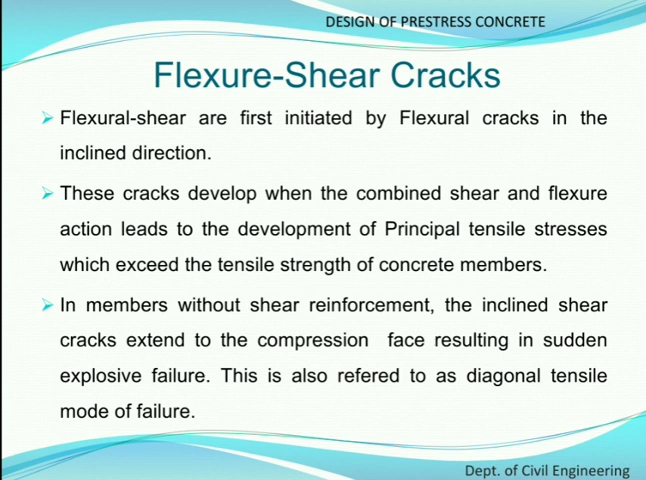 DESIGN OF PRESTRESS CONCRETE
Flexure-Shear Cracks
➢ Flexural-shear are first initiated by Flexural cracks in the
inclined direction.
➢ These cracks develop when the combined shear and flexure
action leads to the development of Principal tensile stresses
which exceed the tensile strength of concrete members.
➢ In members without shear reinforcement, the inclined shear
cracks extend to the compression face resulting in sudden
explosive failure. This is also refered to as diagonal tensile
mode of failure.
Dept. of Civil Engineering